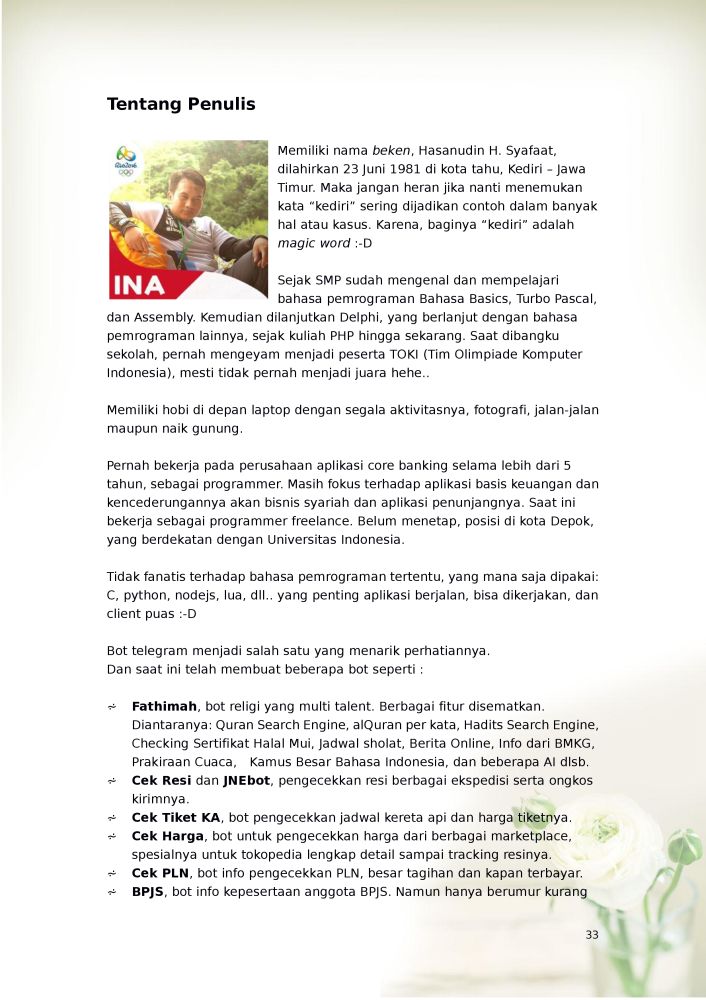 Tentang Penulis
Rio2016
INA
Memiliki nama beken, Hasanudin H. Syafaat,
dilahirkan 23 Juni 1981 di kota tahu, Kediri – Jawa
Timur. Maka jangan heran jika nanti menemukan
kata “kediri” sering dijadikan contoh dalam banyak
hal atau kasus. Karena, baginya “kediri” adalah
magic word :-D
Sejak SMP sudah mengenal dan mempelajari
bahasa pemrograman Bahasa Basics, Turbo Pascal,
dan Assembly. Kemudian dilanjutkan Delphi, yang berlanjut dengan bahasa
pemrograman lainnya, sejak kuliah PHP hingga sekarang. Saat dibangku
sekolah, pernah mengeyam menjadi peserta TOKI (Tim Olimpiade Komputer
Indonesia), mesti tidak pernah menjadi juara hehe..
Memiliki hobi di depan laptop dengan segala aktivitasnya, fotografi, jalan-jalan
maupun naik gunung.
Pernah bekerja pada perusahaan aplikasi core banking selama lebih dari 5
tahun, sebagai programmer. Masih fokus terhadap aplikasi basis keuangan dan
kencederungannya akan bisnis syariah dan aplikasi penunjangnya. Saat ini
bekerja sebagai programmer freelance. Belum menetap, posisi di kota Depok,
yang berdekatan dengan Universitas Indonesia.
Tidak fanatis terhadap bahasa pemrograman tertentu, yang mana saja dipakai:
C, python, nodejs, lua, dll.. yang penting aplikasi berjalan, bisa dikerjakan, dan
client puas :-D
Bot telegram menjadi salah satu yang menarik perhatiannya.
Dan saat ini telah membuat beberapa bot seperti :
Fathimah, bot religi yang multi talent. Berbagai fitur disematkan.
Diantaranya: Quran Search Engine, alQuran per kata, Hadits Search Engine,
Checking Sertifikat Halal Mui, Jadwal sholat, Berita Online, Info dari BMKG,
Prakiraan Cuaca, Kamus Besar Bahasa Indonesia, dan beberapa AI dlsb.
Cek Resi dan JNEbot, pengecekkan resi berbagai ekspedisi serta ongkos
kirimnya.
Cek Tiket KA, bot pengecekkan jadwal kereta api dan harga tiketnya.
Cek Harga, bot untuk pengecekkan harga dari berbagai marketplace,
spesialnya untuk tokopedia lengkap detail sampai tracking resinya.
Cek PLN, bot info pengecekkan PLN, besar tagihan dan kapan terbayar.
BPJS, bot info kepesertaan anggota BPJS. Namun hanya berumur kurang
33